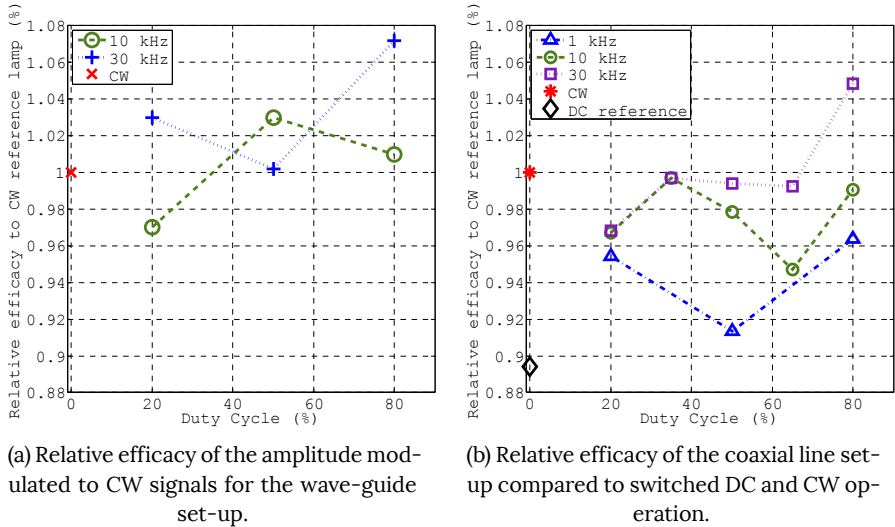 Relative efficacy to CW reference lamp (%)
1.08
1.06
1.04
1.02
1
0.98
0.96
0.94
0.92
0.9
0.88
10 kHz
30 kHz
CW
0
20
40
60
80
Duty Cycle (%)
(a) Relative efficacy of the amplitude mod-
ulated to CW signals for the wave-guide
set-up.
Relative efficacy to CW reference lamp (%)
1.08
1.06
1.04
1.02
1
0.98
0.96
0.94
0.92
0.9
0.88
1 kHz
10 kHz
30 kHz
CW
DC reference
0
20
40
60
80
Duty Cycle (%)
(b) Relative efficacy of the coaxial line set-
up compared to switched DC and CW op-
eration.